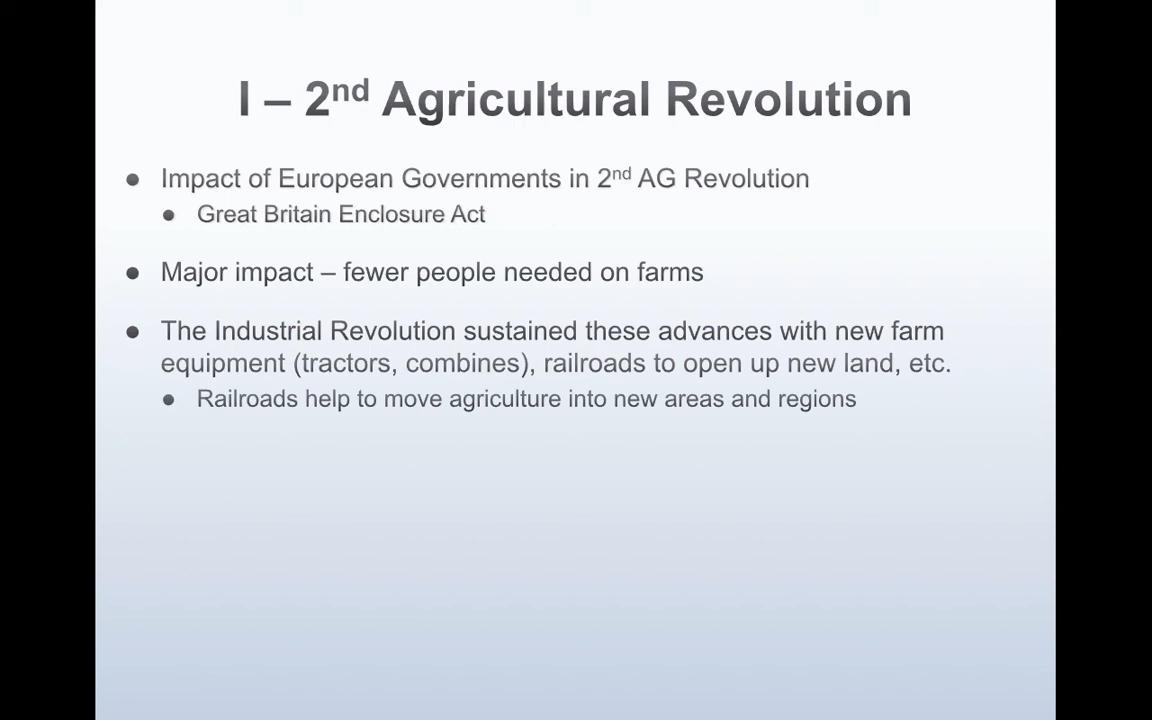 I – 2nd Agricultural Revolution
● Impact of European Governments in 2nd AG Revolution
● Great Britain Enclosure Act
● Major impact – fewer people needed on farms
● The Industrial Revolution sustained these advances with new farm
equipment (tractors, combines), railroads to open up new land, etc.
● Railroads help to move agriculture into new areas and regions